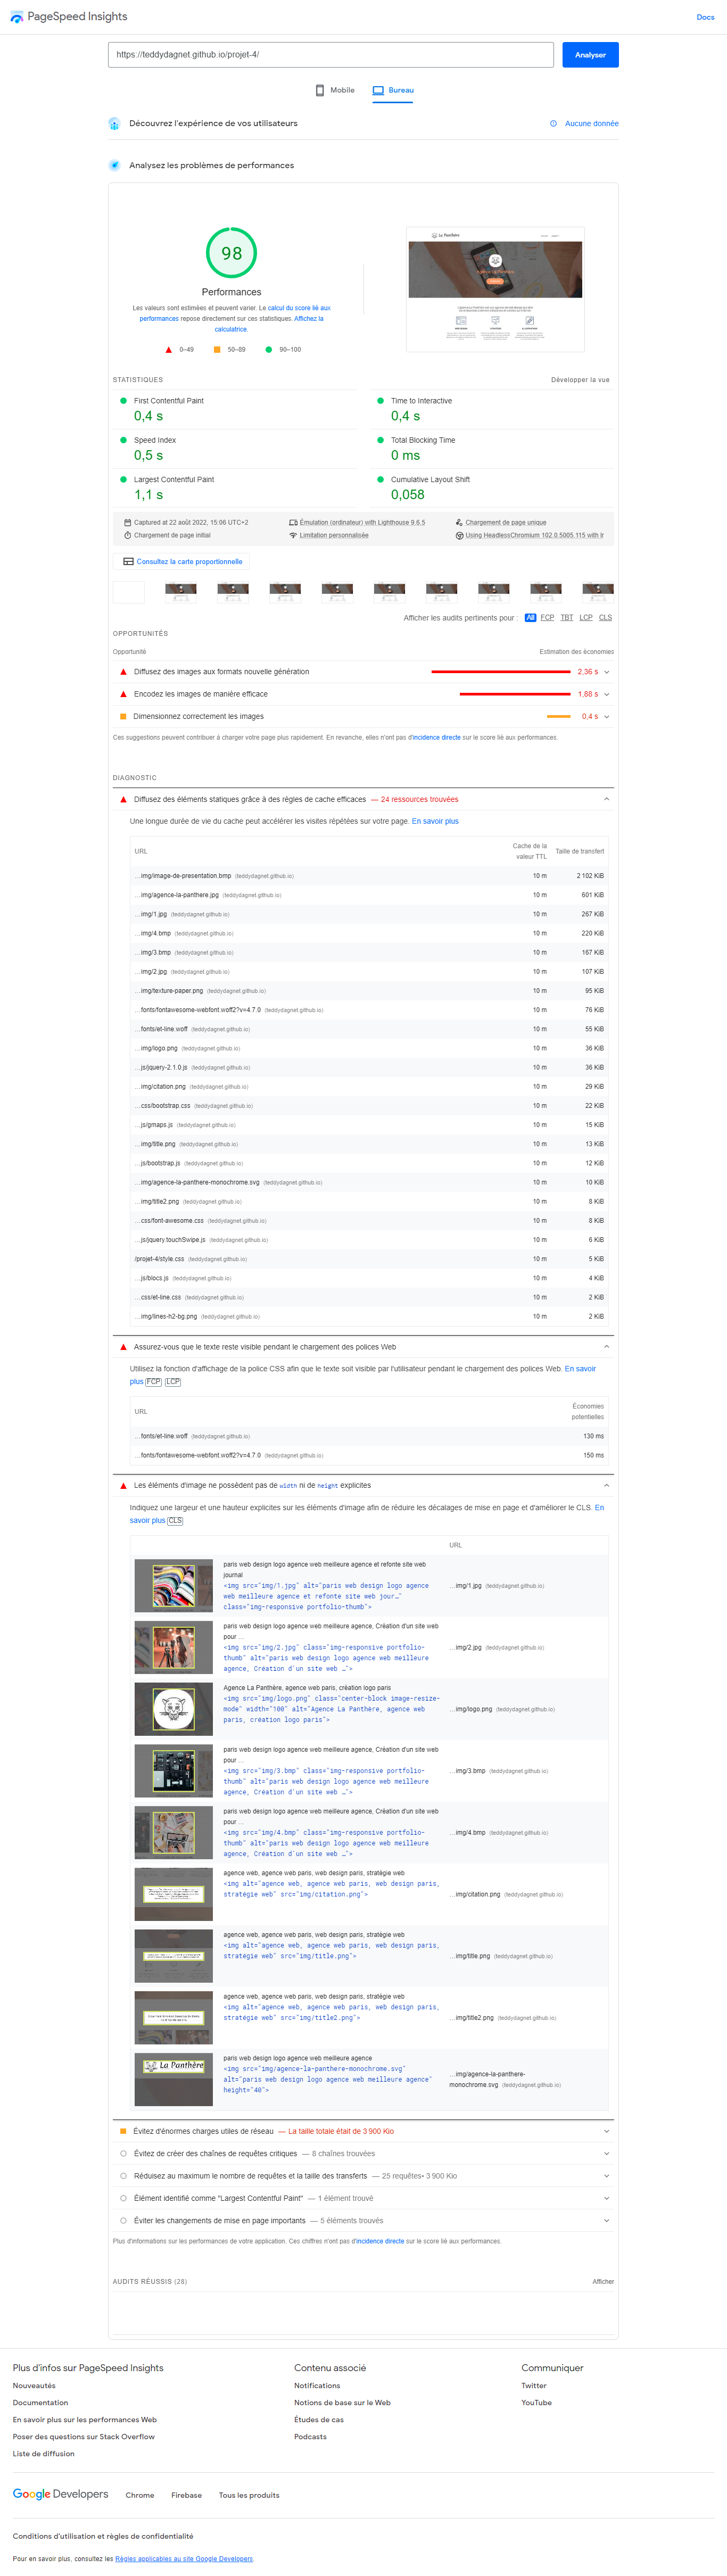 PageSpeed Insights
Docs
https://teddydagnet.github.io/projet-4/
Analyser
Mobile
Bureau
Découvrez l'expérience de vos utilisateurs
Aucune donnée
Analysez les problèmes de performances
98
Performances
Les valeurs sont estimées et peuvent varier. Le calcul du score lié aux
performances repose directement sur ces statistiques. Affichez la
calculatrice.
0–49
50–89
90–100
La Panthère
STATISTIQUES
Développer la vue
First Contentful Paint
0,4 s
Time to Interactive
0,4 s
Speed Index
0,5 s
Total Blocking Time
0 ms
Largest Contentful Paint
1,1 s
Cumulative Layout Shift
0,058
Captured at 22 août 2022, 15:06 UTC+2
Émulation (ordinateur) with Lighthouse 9.6.5
Chargement de page unique
Chargement de page initial
Limitation personnalisée
Using HeadlessChromium 102.0.5005.115 with lr
Consultez la carte proportionnelle
Afficher les audits pertinents pour : All FCP TBT LCP CLS
OPPORTUNITÉS
Opportunité
Estimation des économies
Diffusez des images aux formats nouvelle génération
2,36 s
Encodez les images de manière efficace
1,88 s
Dimensionnez correctement les images
0,4 s
Ces suggestions peuvent contribuer à charger votre page plus rapidement. En revanche, elles n'ont pas d'incidence directe sur le score lié aux performances.
DIAGNOSTIC
Diffusez des éléments statiques grâce à des règles de cache efficaces — 24 ressources trouvées
Une longue durée de vie du cache peut accélérer les visites répétées sur votre page. En savoir plus
URL
Cache de la
valeur TTL
Taille de transfert
…img/image-de-presentation.bmp (teddydagnet.github.io) 10 m 2 102 KiB
…img/agence-la-panthere.jpg (teddydagnet.github.io) 10 m 601 KiB
…img/1.jpg (teddydagnet.github.io) 10 m 267 KiB
…img/4.bmp (teddydagnet.github.io) 10 m 220 KiB
…img/3.bmp (teddydagnet.github.io) 10 m 167 KiB
…img/2.jpg (teddydagnet.github.io) 10 m 107 KiB
…img/texture-paper.png (teddydagnet.github.io) 10 m 95 KiB
…fonts/fontawesome-webfont.woff2?v=4.7.0 (teddydagnet.github.io) 10 m 76 KiB
…fonts/et-line.woff (teddydagnet.github.io) 10 m 55 KiB
…img/logo.png (teddydagnet.github.io) 10 m 36 KiB
…js/jquery-2.1.0.js (teddydagnet.github.io) 10 m 36 KiB
…img/citation.png (teddydagnet.github.io) 10 m 29 KiB
…css/bootstrap.css (teddydagnet.github.io) 10 m 22 KiB
…js/gmaps.js (teddydagnet.github.io) 10 m 15 KiB
…img/title.png (teddydagnet.github.io) 10 m 13 KiB
…js/bootstrap.js (teddydagnet.github.io) 10 m 12 KiB
…img/agence-la-panthere-monochrome.svg (teddydagnet.github.io) 10 m 10 KiB
…img/title2.png (teddydagnet.github.io) 10 m 8 KiB
…css/font-awesome.css (teddydagnet.github.io) 10 m 8 KiB
…js/jquery.touchSwipe.js (teddydagnet.github.io) 10 m 6 KiB
/projet-4/style.css (teddydagnet.github.io) 10 m 5 KiB
…js/blocs.js (teddydagnet.github.io) 10 m 4 KiB
…css/et-line.css (teddydagnet.github.io) 10 m 2 KiB
…img/lines-h2-bg.png (teddydagnet.github.io) 10 m 2 KiB
Assurez-vous que le texte reste visible pendant le chargement des polices Web
Utilisez la fonction d'affichage de la police CSS afin que le texte soit visible par l'utilisateur pendant le chargement des polices Web. En savoir
plus FCP LCP
URL
Économies
potentielles
…fonts/et-line.woff (teddydagnet.github.io) 130 ms
…fonts/fontawesome-webfont.woff2?v=4.7.0 (teddydagnet.github.io) 150 ms
Les éléments d'image ne possèdent pas de width ni de height explicites
Indiquez une largeur et une hauteur explicites sur les éléments d'image afin de réduire les décalages de mise en page et d'améliorer le CLS. En
savoir plus CLS
URL
paris web design logo agence web meilleure agence et refonte site web
journal
<img src="img/1.jpg" alt="paris web design logo agence
web meilleure agence et refonte site web jour…"
class="img-responsive portfolio-thumb">
…img/1.jpg (teddydagnet.github.io)
paris web design logo agence web meilleure agence, Création d'un site web
pour …
<img src="img/2.jpg" class="img-responsive portfolio-
thumb" alt="paris web design logo agence web meilleure
agence, Création d'un site web …">
…img/2.jpg (teddydagnet.github.io)
Agence La Panthère, agence web paris, création logo paris
<img src="img/logo.png" class="center-block image-resize-
mode" width="100" alt="Agence La Panthère, agence web
paris, création logo paris">
…img/logo.png (teddydagnet.github.io)
paris web design logo agence web meilleure agence, Création d'un site web
pour …
<img src="img/3.bmp" class="img-responsive portfolio-
thumb" alt="paris web design logo agence web meilleure
agence, Création d'un site web …">
…img/3.bmp (teddydagnet.github.io)
paris web design logo agence web meilleure agence, Création d'un site web
pour …
<img src="img/4.bmp" class="img-responsive portfolio-
thumb" alt="paris web design logo agence web meilleure
agence, Création d'un site web …">
…img/4.bmp (teddydagnet.github.io)
agence web, agence web paris, web design paris, stratégie web
<img alt="agence web, agence web paris, web design paris,
stratégie web" src="img/citation.png">
…img/citation.png (teddydagnet.github.io)
agence web, agence web paris, web design paris, stratégie web
<img alt="agence web, agence web paris, web design paris,
stratégie web" src="img/title.png">
…img/title.png (teddydagnet.github.io)
agence web, agence web paris, web design paris, stratégie web
<img alt="agence web, agence web paris, web design paris,
stratégie web" src="img/title2.png">
…img/title2.png (teddydagnet.github.io)
La Panthère
paris web design logo agence web meilleure agence
<img src="img/agence-la-panthere-monochrome.svg"
alt="paris web design logo agence web meilleure agence"
height="40">
…img/agence-la-panthere-
monochrome.svg (teddydagnet.github.io)
Évitez d'énormes charges utiles de réseau — La taille totale était de 3 900 Kio
Évitez de créer des chaînes de requêtes critiques — 8 chaînes trouvées
Réduisez au maximum le nombre de requêtes et la taille des transferts — 25 requêtes• 3 900 Kio
Élément identifié comme "Largest Contentful Paint" — 1 élément trouvé
Éviter les changements de mise en page importants — 5 éléments trouvés
Plus d'informations sur les performances de votre application. Ces chiffres n'ont pas d'incidence directe sur le score lié aux performances.
AUDITS RÉUSSIS (28)
Afficher
Plus d'infos sur PageSpeed Insights
Nouveautés
Documentation
En savoir plus sur les performances Web
Poser des questions sur Stack Overflow
Liste de diffusion
Contenu associé
Notifications
Notions de base sur le Web
Études de cas
Podcasts
Communiquer
Twitter
YouTube
Google Developers
Chrome
Firebase
Tous les produits
Conditions d'utilisation et règles de confidentialité
Pour en savoir plus, consultez les Règles applicables au site Google Developers.